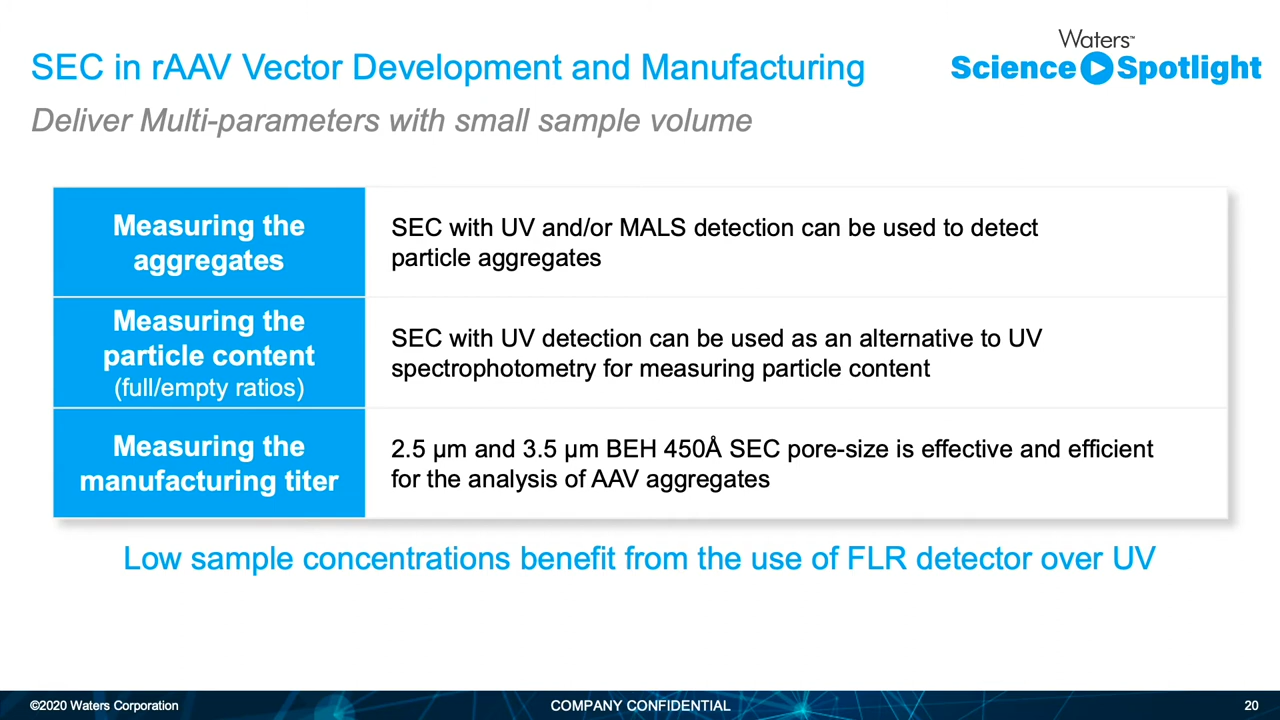 SEC in rAAV Vector Development and Manufacturing
Deliver Multi-parameters with small sample volume
Waters™
Science Spotlight
Measuring the
aggregates
SEC with UV and/or MALS detection can be used to detect
particle aggregates
Measuring the
particle content
(full/empty ratios)
SEC with UV detection can be used as an alternative to UV
spectrophotometry for measuring particle content
Measuring the
manufacturing titer
2.5 µm and 3.5 µm BEH 450Å SEC pore-size is effective and efficient
for the analysis of AAV aggregates
Low sample concentrations benefit from the use of FLR detector over UV
©2020 Waters Corporation
COMPANY CONFIDENTIAL
20